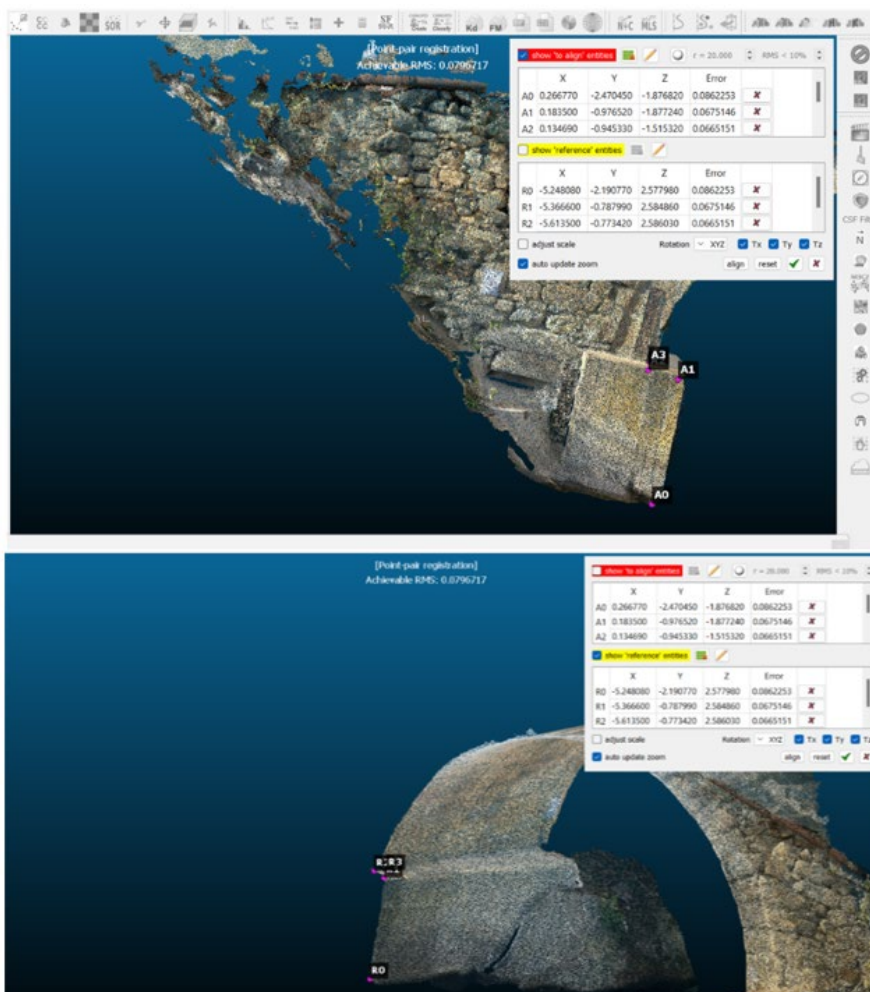 SOR
SF
Kd
FM
N+C
MLS
[Point-pair registration]
Achievable RMS: 0.0796717
show 'to align' entities r = 20.000 RMS < 10%
X Y Z Error
A0 0.266770 -2.470450 -1.876820 0.0862253
A1 0.183500 -0.976520 -1.877240 0.0675146
A2 0.134690 -0.945330 -1.515320 0.0665151
show 'reference' entities
X Y Z Error
R0 -5.248080 -2.190770 2.577980 0.0862253
R1 -5.366600 -0.787990 2.584860 0.0675146
R2 -5.613500 -0.773420 2.586030 0.0665151
adjust scale Rotation XYZ Tx Ty Tz
auto update zoom align reset
CSF Filt
N
A3
A1
A0
[Point-pair registration]
Achievable RMS: 0.0796717
show 'to align' entities r = 20.000 RMS < 10%
X Y Z Error
A0 0.266770 -2.470450 -1.876820 0.0862253
A1 0.183500 -0.976520 -1.877240 0.0675146
A2 0.134690 -0.945330 -1.515320 0.0665151
show 'reference' entities
X Y Z Error
R0 -5.248080 -2.190770 2.577980 0.0862253
R1 -5.366600 -0.787990 2.584860 0.0675146
R2 -5.613500 -0.773420 2.586030 0.0665151
adjust scale Rotation XYZ Tx Ty Tz
auto update zoom align reset
R3
R0